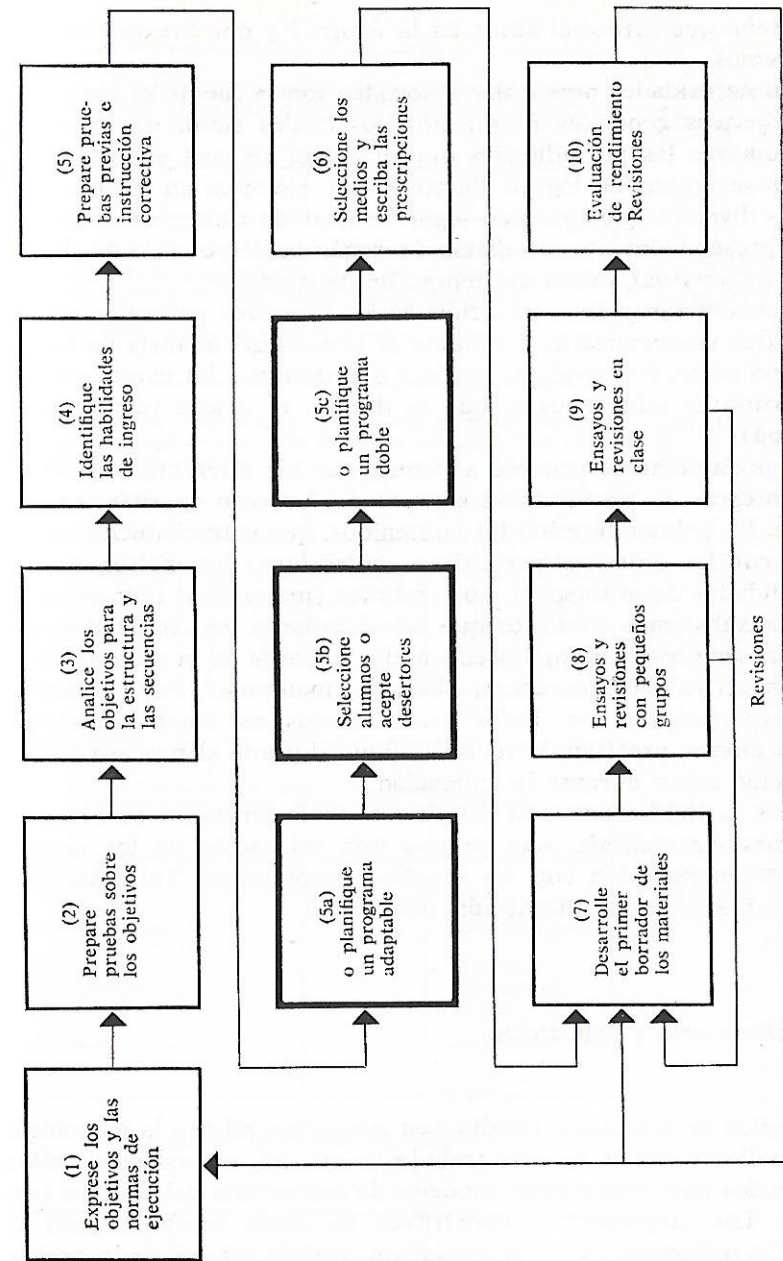 (1)
Exprese los
objetivos y las
normas de
ejecución
(2)
Prepare
pruebas sobre
los objetivos
(3)
Analice los
objetivos para
la estructura y
las secuencias
(4)
Identifique
las habilidades
de ingreso
(5)
Prepare prue-
bas previas e
instrucción
correctiva
(5a)
o planifique
un programa
adaptable
(5b)
Seleccione
alumnos o
acepte
desertores
(5c)
o planifique
un programa
doble
(6)
Seleccione los
medios y
escriba las
prescripciones
(7)
Desarrolle
el primer
borrador de
los materiales
(8)
Ensayos y
revisiones
con pequeños
grupos
(9)
Ensayos y
revisiones en
clase
(10)
Evaluación
de rendimiento
Revisiones
Revisiones